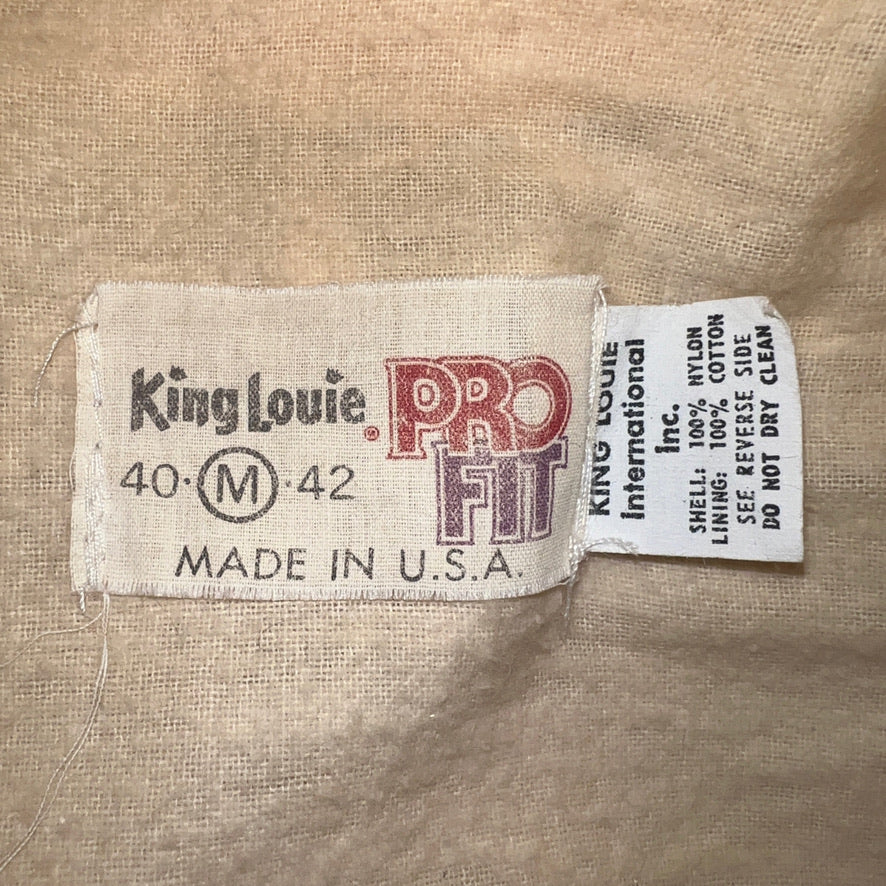 King Louie ®
PRO
FIT
40·M·42
MADE IN U.S.A.
KING LOUIE
International
Inc.
SHELL: 100% NYLON
LINING: 100% COTTON
SEE REVERSE SIDE
DO NOT DRY CLEAN